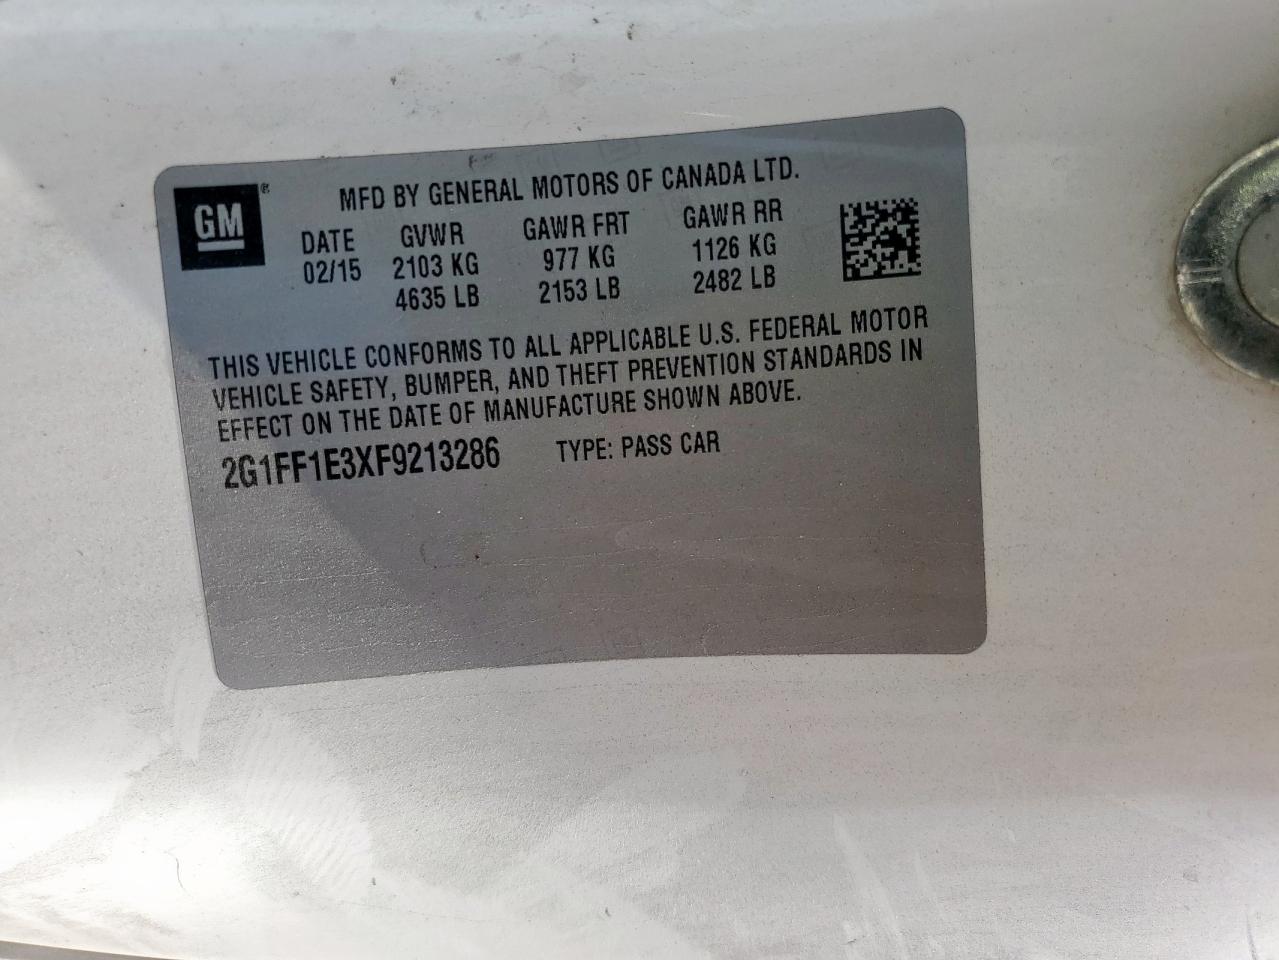 GM ®
MFD BY GENERAL MOTORS OF CANADA LTD.
DATE GVWR GAWR FRT GAWR RR
02/15 2103 KG 977 KG 1126 KG
4635 LB 2153 LB 2482 LB
THIS VEHICLE CONFORMS TO ALL APPLICABLE U.S. FEDERAL MOTOR
VEHICLE SAFETY, BUMPER, AND THEFT PREVENTION STANDARDS IN
EFFECT ON THE DATE OF MANUFACTURE SHOWN ABOVE.
2G1FF1E3XF9213286 TYPE: PASS CAR